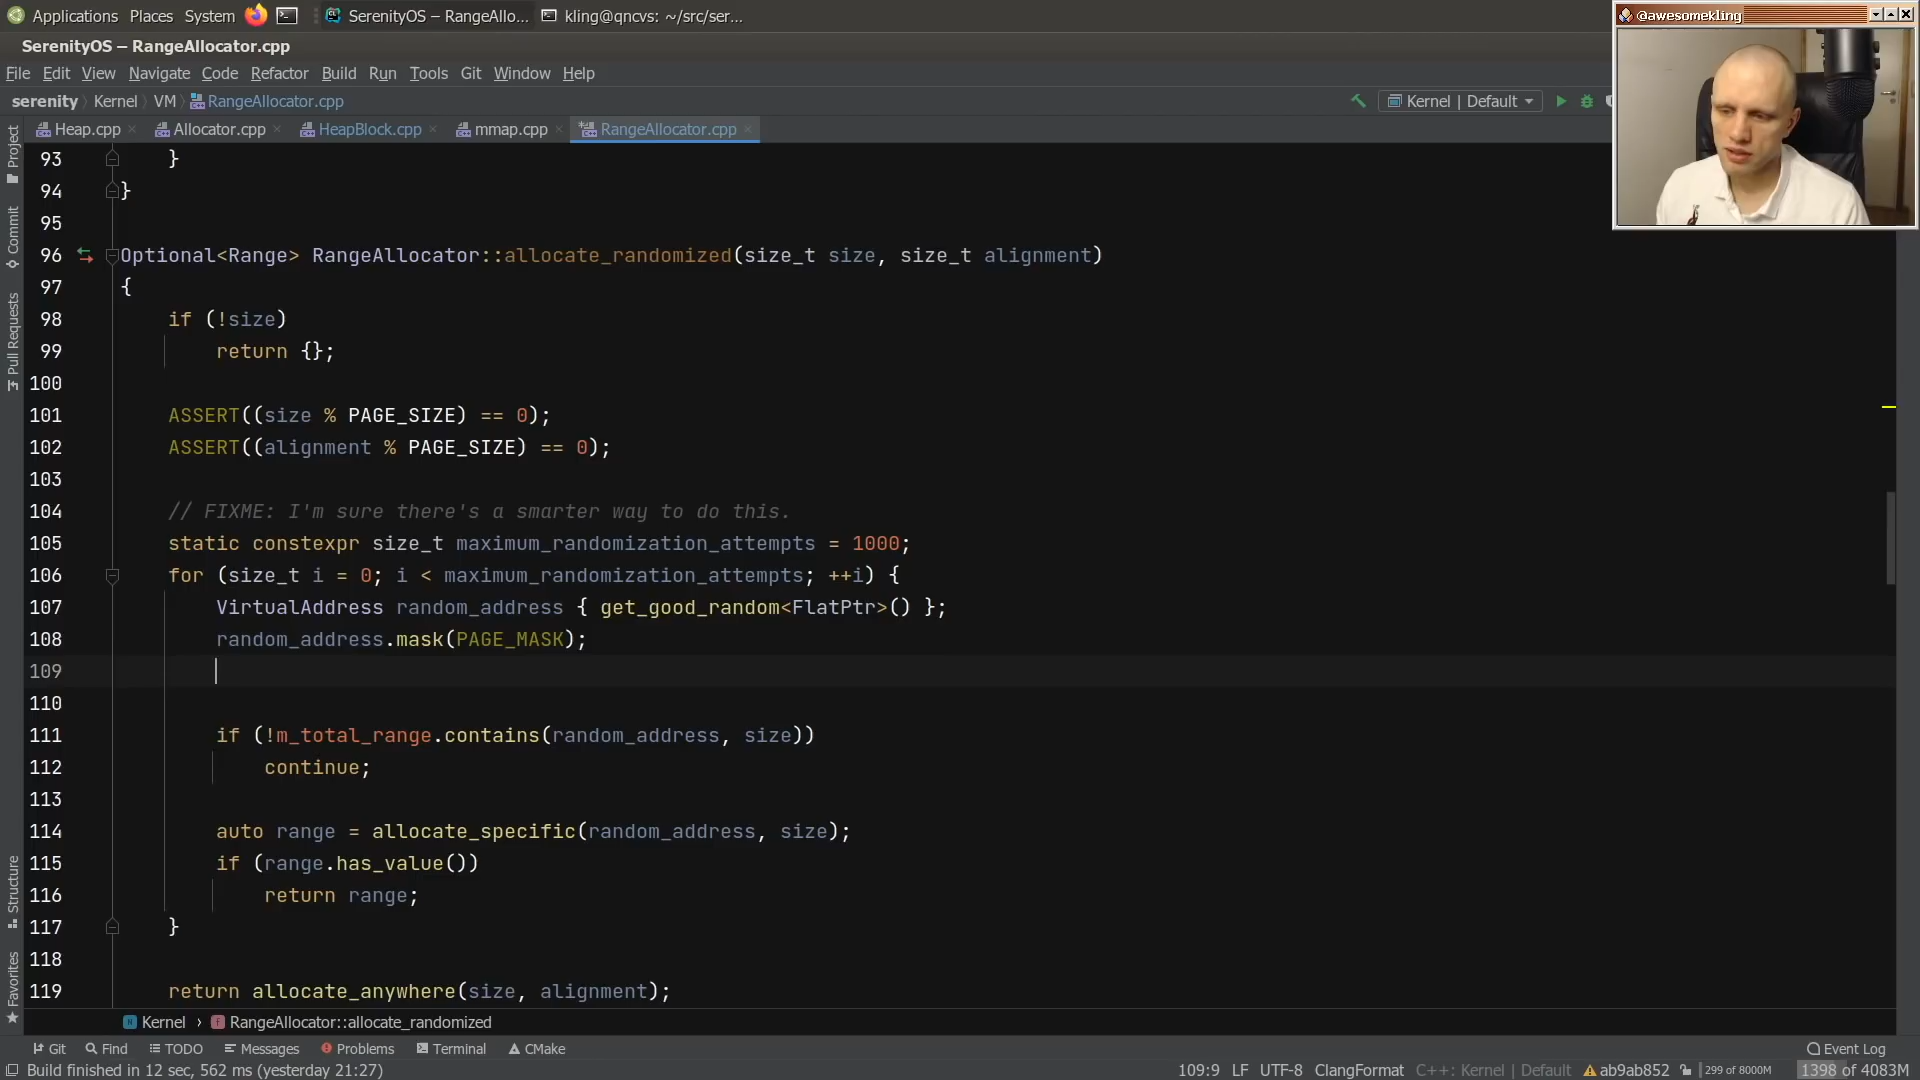 Applications Places System SerenityOS – RangeAllo... kling@qncvs: ~/src/ser...
@awesomekling
SerenityOS – RangeAllocator.cpp
File Edit View Navigate Code Refactor Build Run Tools Git Window Help
serenity Kernel VM RangeAllocator.cpp
Kernel | Default
Heap.cpp Allocator.cpp HeapBlock.cpp mmap.cpp RangeAllocator.cpp
Project
Commit
Pull Requests
Structure
Favorites
93 }
94 }
95
96 Optional<Range> RangeAllocator::allocate_randomized(size_t size, size_t alignment)
97 {
98 if (!size)
99 return {};
100
101 ASSERT((size % PAGE_SIZE) == 0);
102 ASSERT((alignment % PAGE_SIZE) == 0);
103
104 // FIXME: I'm sure there's a smarter way to do this.
105 static constexpr size_t maximum_randomization_attempts = 1000;
106 for (size_t i = 0; i < maximum_randomization_attempts; ++i) {
107 VirtualAddress random_address { get_good_random<FlatPtr>() };
108 random_address.mask(PAGE_MASK);
109
110
111 if (!m_total_range.contains(random_address, size))
112 continue;
113
114 auto range = allocate_specific(random_address, size);
115 if (range.has_value())
116 return range;
117 }
118
119 return allocate_anywhere(size, alignment);
Kernel › RangeAllocator::allocate_randomized
Git Find TODO Messages Problems Terminal CMake Event Log
Build finished in 12 sec, 562 ms (yesterday 21:27) 109:9 LF UTF-8 ClangFormat C++: Kernel | Default ab9ab852 299 of 8000M 1398 of 4083M